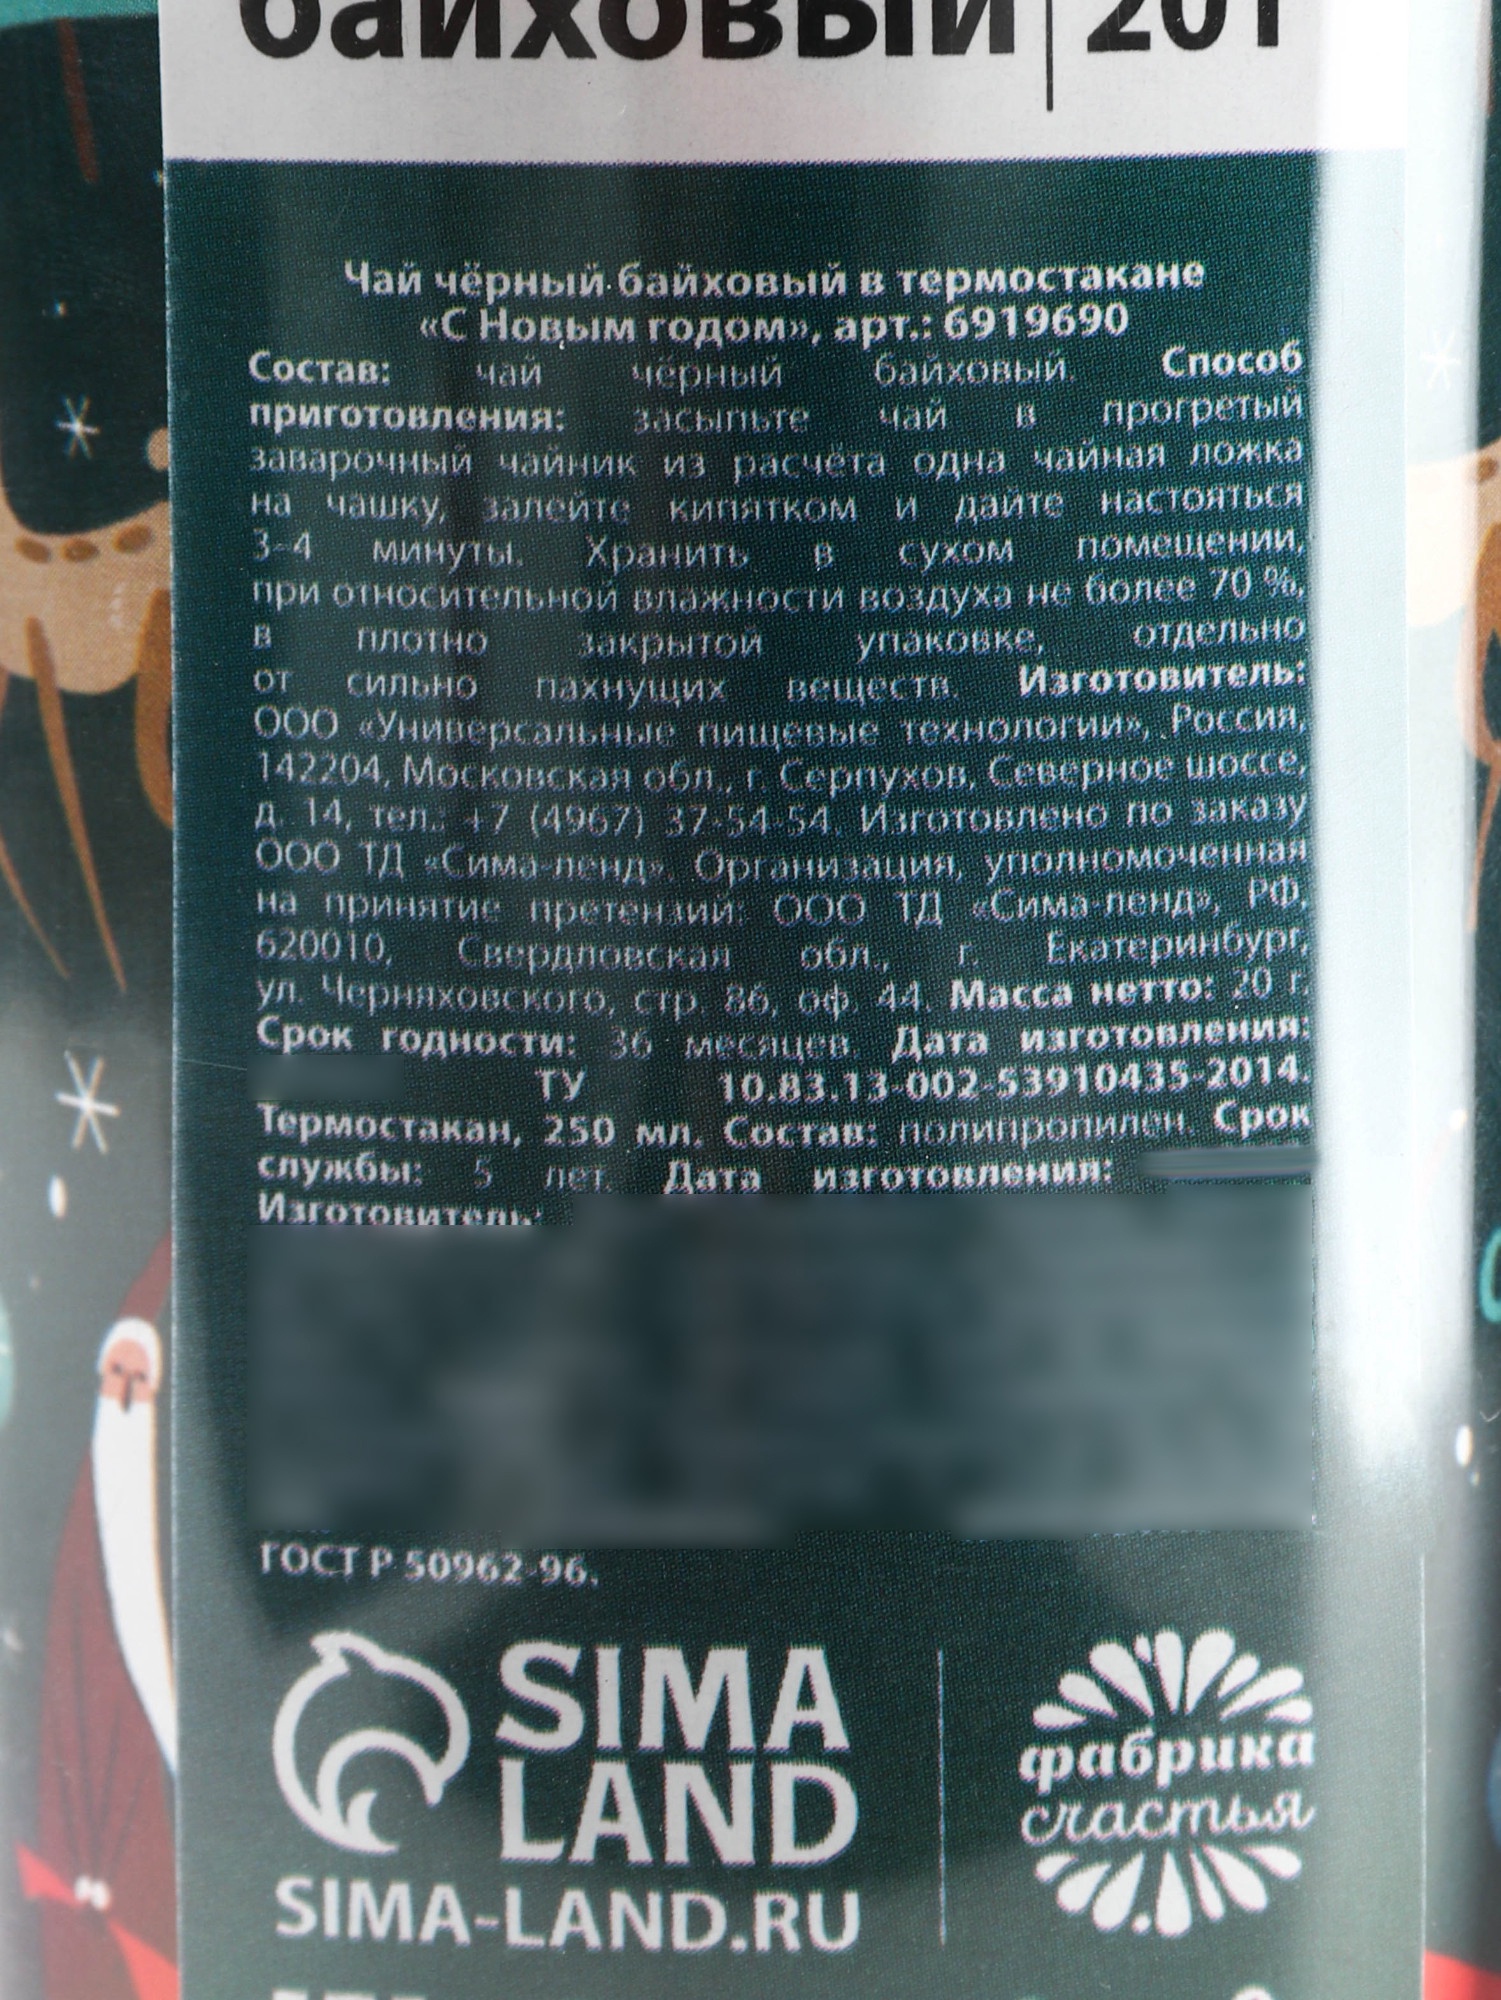 байховый 20 г
Чай чёрный байховый в термостакане
«С Новым годом», арт.: 6919690
Состав: чай чёрный байховый. Способ
приготовления: засыпьте чай в прогретый
заварочный чайник из расчёта одна чайная ложка
на чашку, залейте кипятком и дайте настояться
3–4 минуты. Хранить в сухом помещении,
при относительной влажности воздуха не более 70 %,
в плотно закрытой упаковке, отдельно
от сильно пахнущих веществ. Изготовитель:
ООО «Универсальные пищевые технологии», Россия,
142204, Московская обл., г. Серпухов, Северное шоссе,
д. 14, тел.: +7 (4967) 37-54-54. Изготовлено по заказу
ООО ТД «Сима-ленд». Организация, уполномоченная
на принятие претензий: ООО ТД «Сима-ленд», РФ,
620010, Свердловская обл., г. Екатеринбург,
ул. Черняховского, стр. 86, оф. 44. Масса нетто: 20 г.
Срок годности: 36 месяцев. Дата изготовления:
ТУ 10.83.13-002-53910435-2014.
Термостакан, 250 мл. Состав: полипропилен. Срок
службы: 5 лет. Дата изготовления:
Изготовитель:
ГОСТ Р 50962-96.
SIMA
LAND
SIMA-LAND.RU
фабрика
счастья